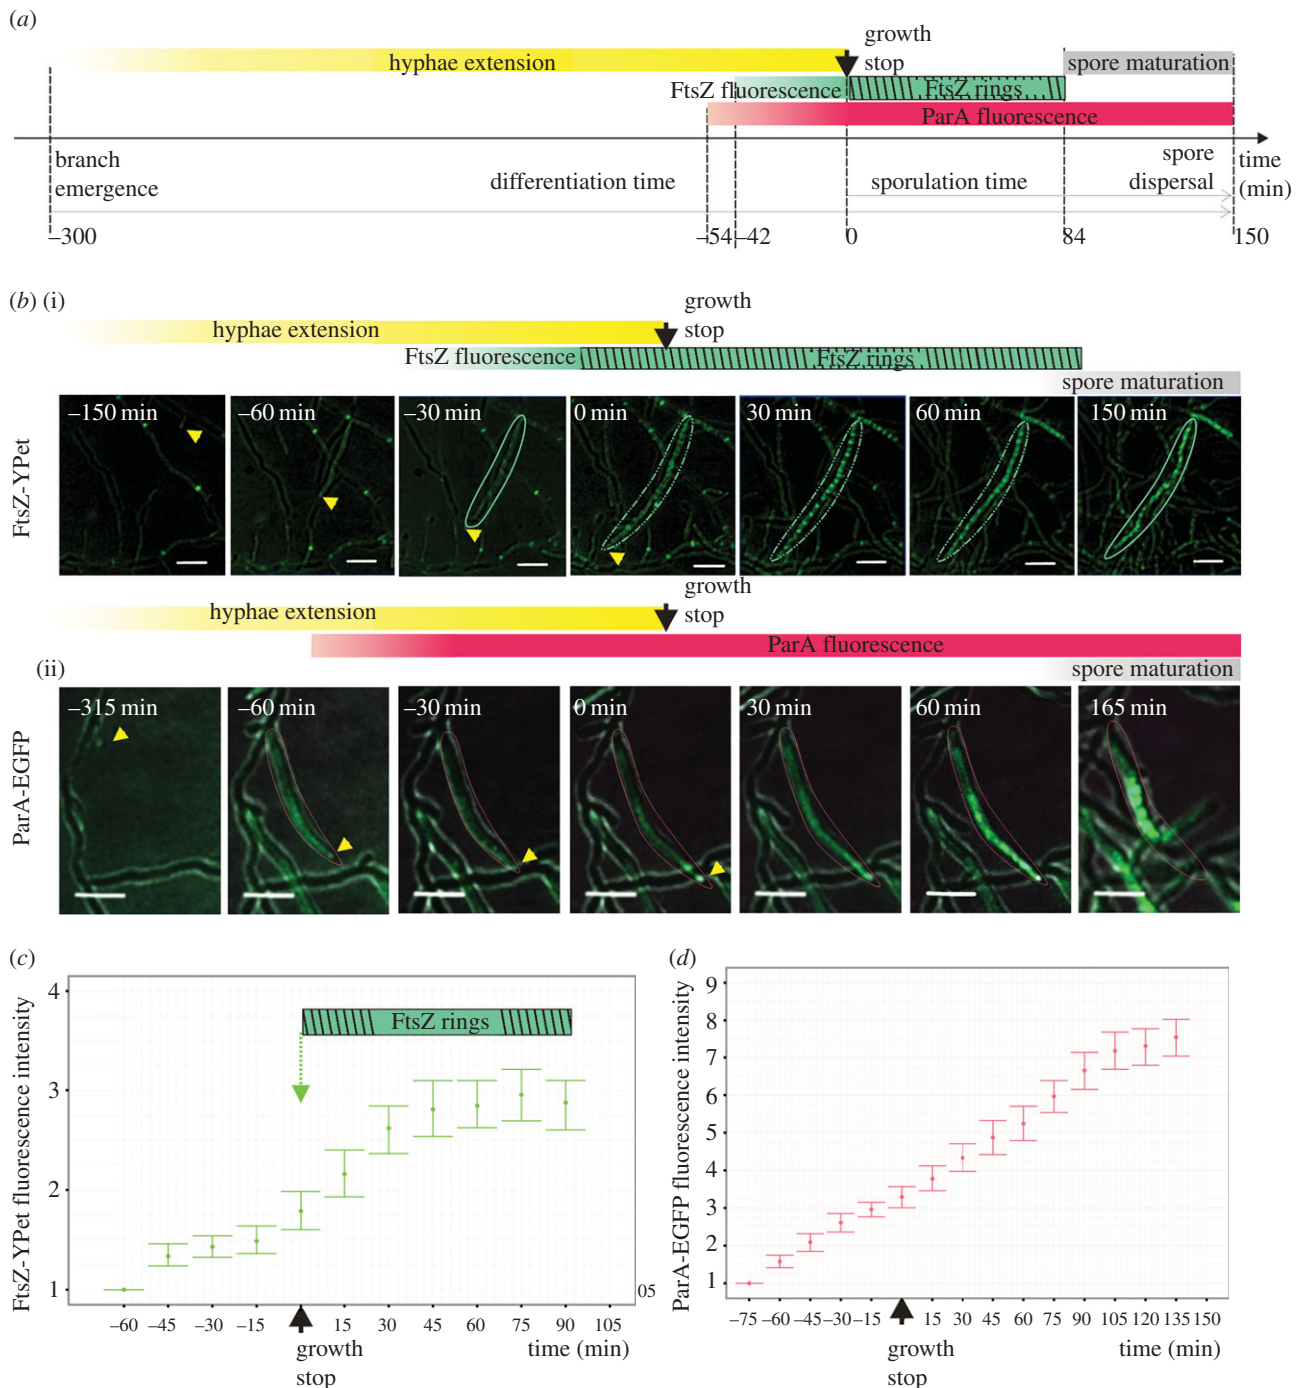 (a)
growth
stop
hyphae extension
spore maturation
FtsZ fluorescence
FtsZ rings
ParA fluorescence
branch
emergence
differentiation time
sporulation time
spore
dispersal
time
(min)
–300
–54
–42
0
84
150
(b) (i)
growth
stop
hyphae extension
FtsZ fluorescence
FtsZ rings
spore maturation
FtsZ-YPet
–150 min
–60 min
–30 min
0 min
30 min
60 min
150 min
growth
stop
hyphae extension
ParA fluorescence
(ii)
spore maturation
ParA-EGFP
–315 min
–60 min
–30 min
0 min
30 min
60 min
165 min
(c)
FtsZ-YPet fluorescence intensity
4
3
2
1
FtsZ rings
05
–60 –45 –30 –15 15 30 45 60 75 90 105
growth
stop
time (min)
(d)
ParA-EGFP fluorescence intensity
9
8
7
6
5
4
3
2
1
–75 –60 –45 –30 –15 15 30 45 60 75 90 105 120 135 150
growth
stop
time (min)